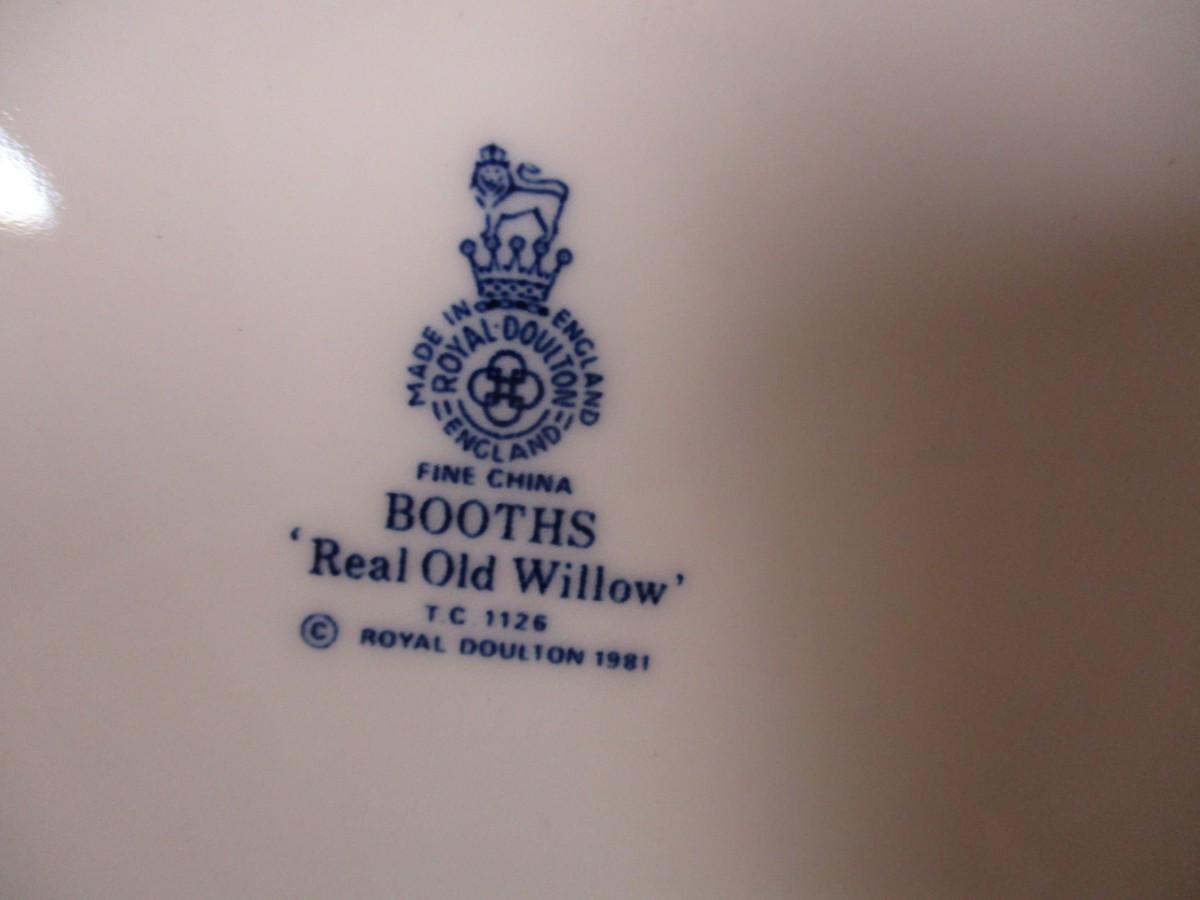 MADE IN ENGLAND
ROYAL·DOULTON
ENGLAND
FINE CHINA
BOOTHS
‘Real Old Willow’
T.C. 1126
© ROYAL DOULTON 1981